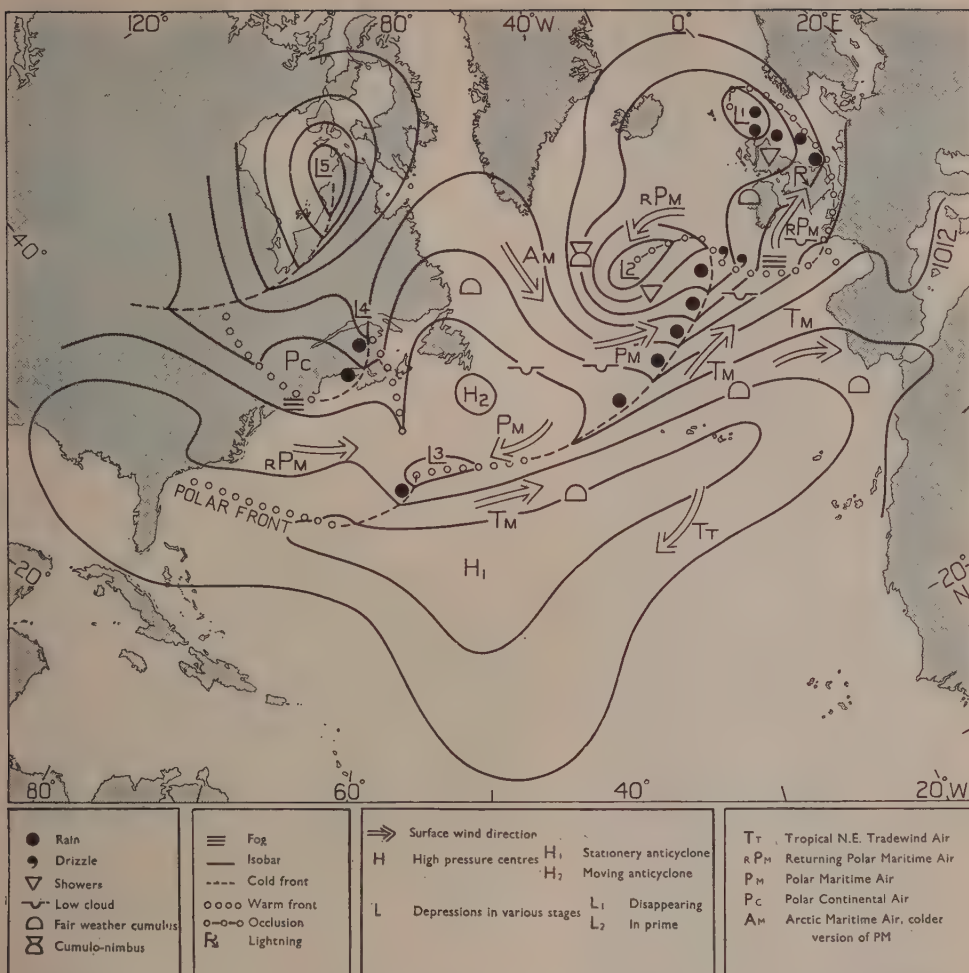 120° 80° 40°W 0° 20°E
L1
L5
R
RPM
RPM
40
AM
L2
1012
L4
TM
PC
PM
TM
H2
PM
RPM
L3
POLAR FRONT
TM
TT
H1
20
20°
N
80° 60° 40° 20°W
Rain
Drizzle
Showers
Low cloud
Fair weather cumulus
Cumulo-nimbus
Fog
Isobar
Cold front
Warm front
Occlusion
Lightning
Surface wind direction
H High pressure centres H1 Stationery anticyclone
H2 Moving anticyclone
L Depressions in various stages L1 Disappearing
L2 In prime
TT Tropical N.E. Tradewind Air
RPM Returning Polar Maritime Air
PM Polar Maritime Air
PC Polar Continental Air
AM Arctic Maritime Air, colder
version of PM